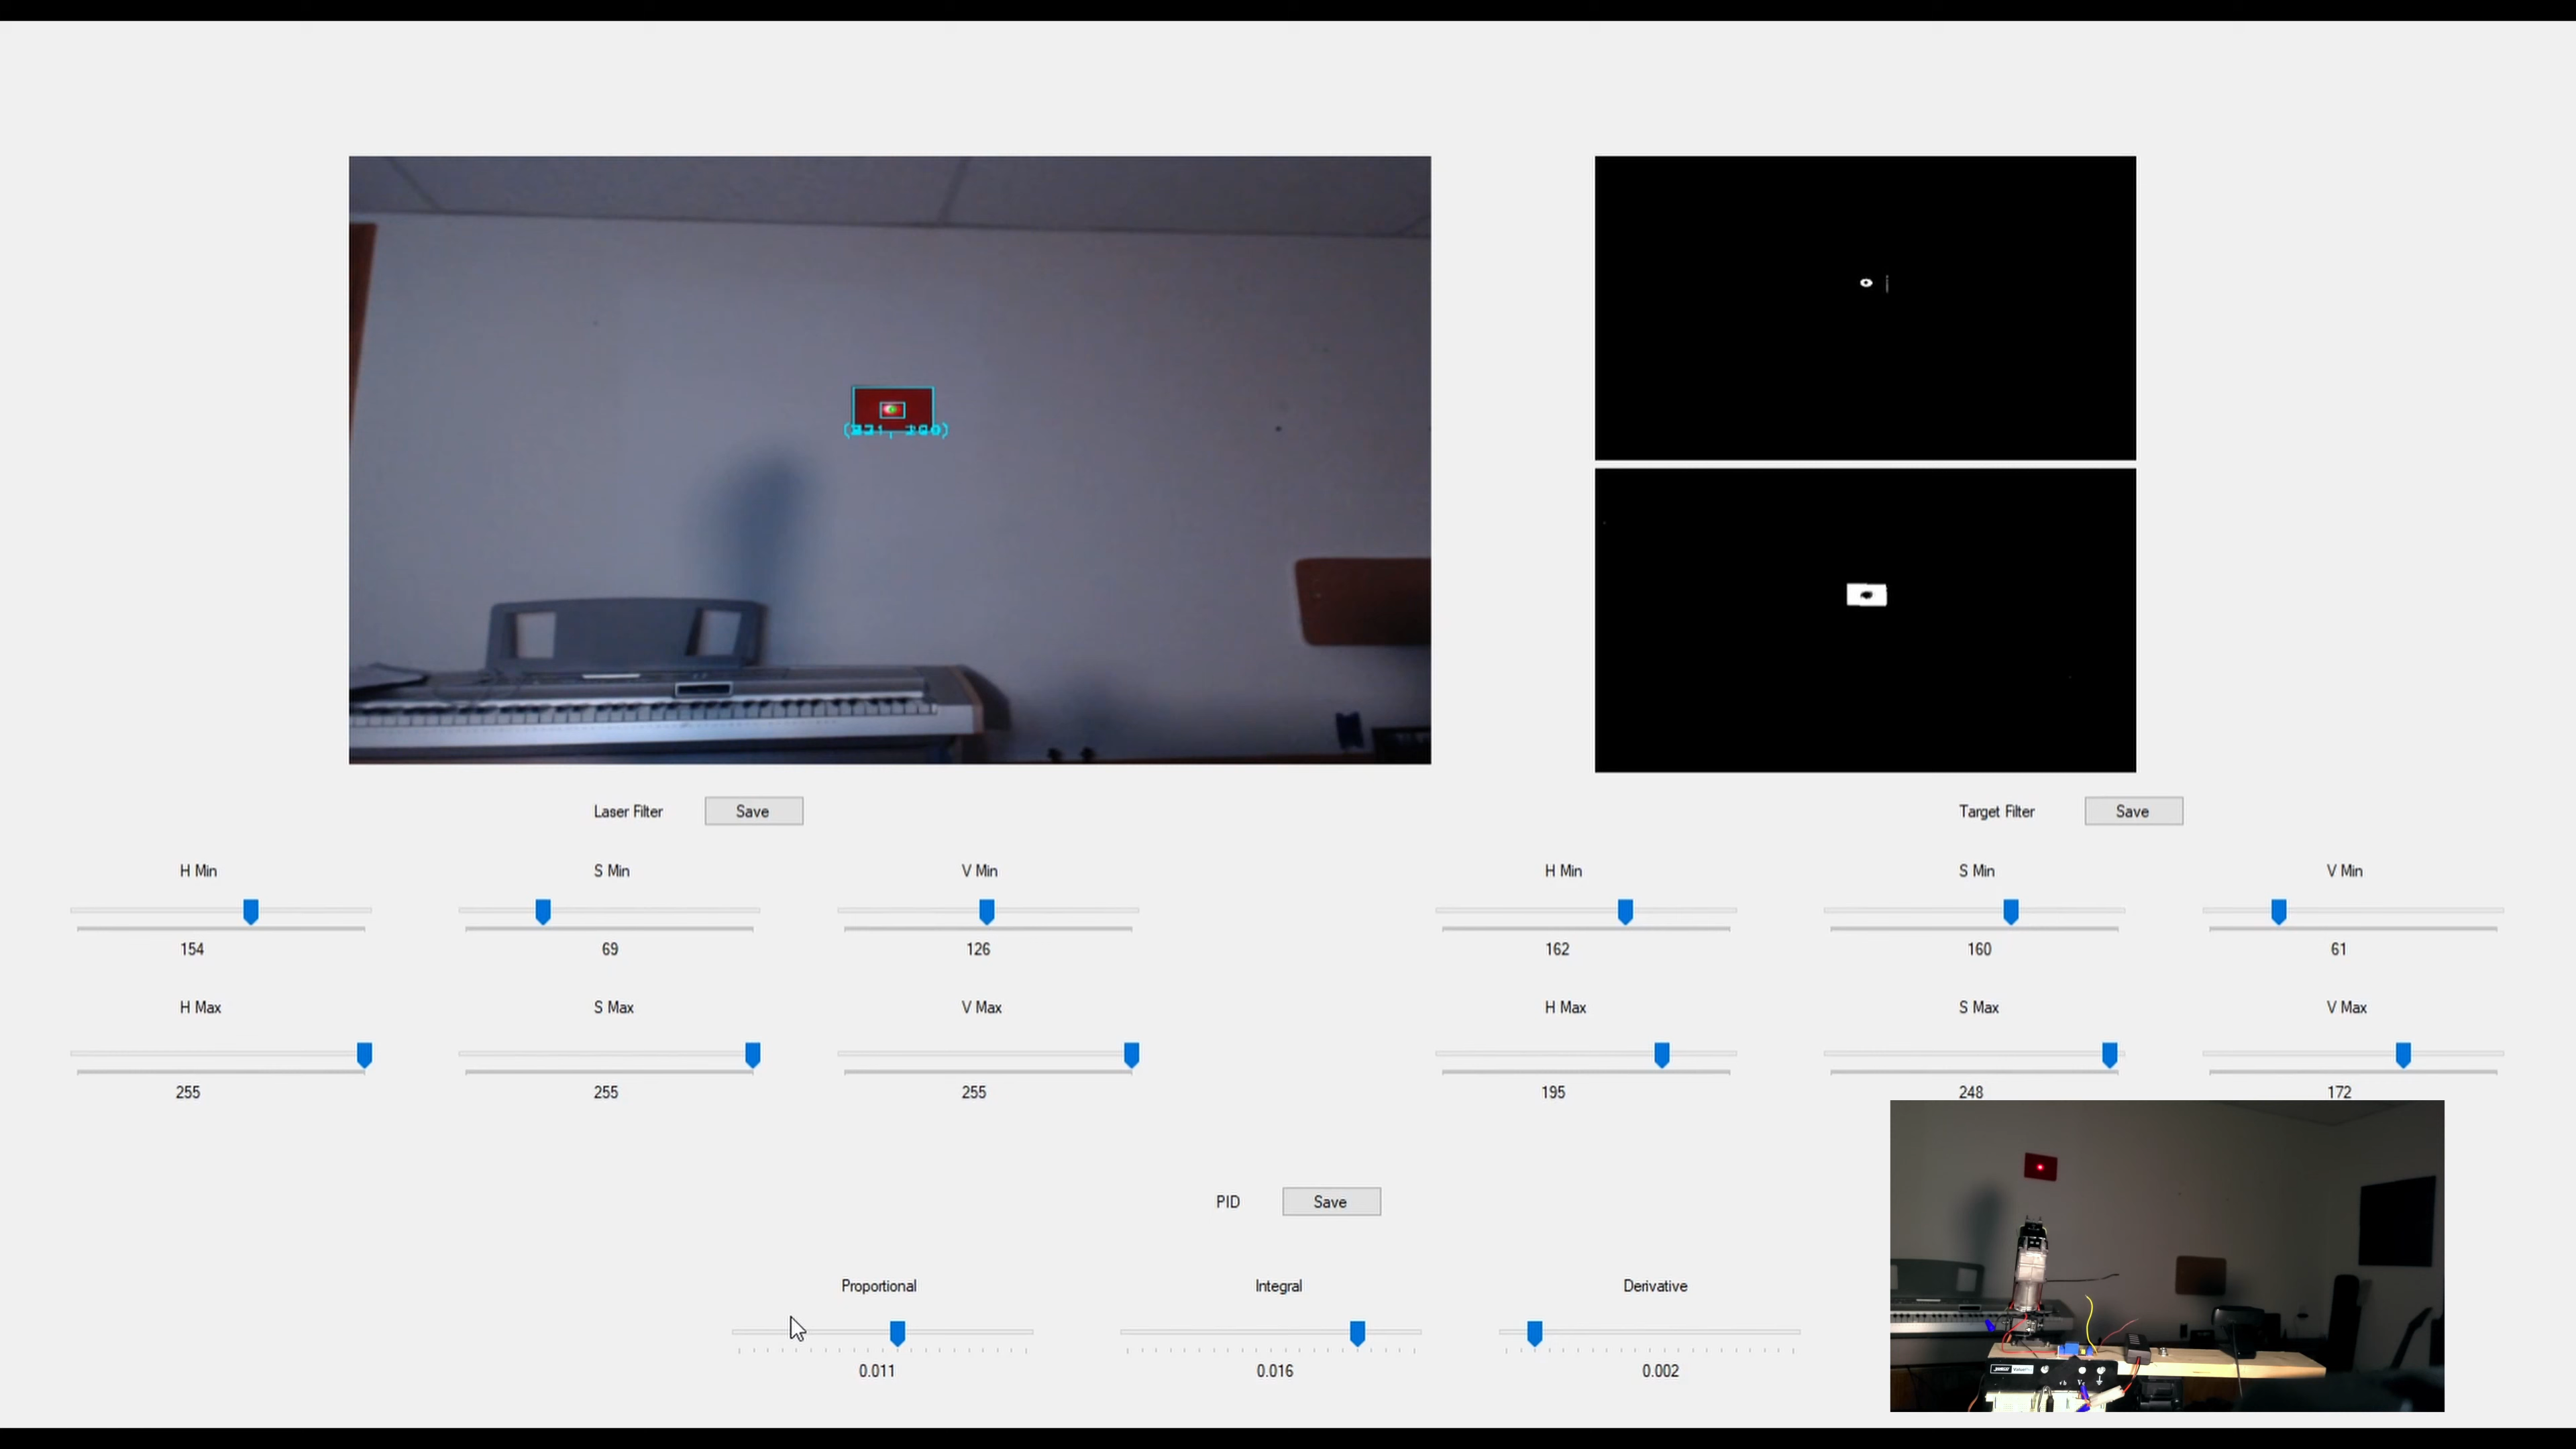 Laser Filter Save Target Filter Save
H Min S Min V Min H Min S Min V Min
154 69 126 162 160 61
H Max S Max V Max H Max S Max V Max
255 255 255 195 248 172
PID Save
Proportional Integral Derivative
0.011 0.016 0.002